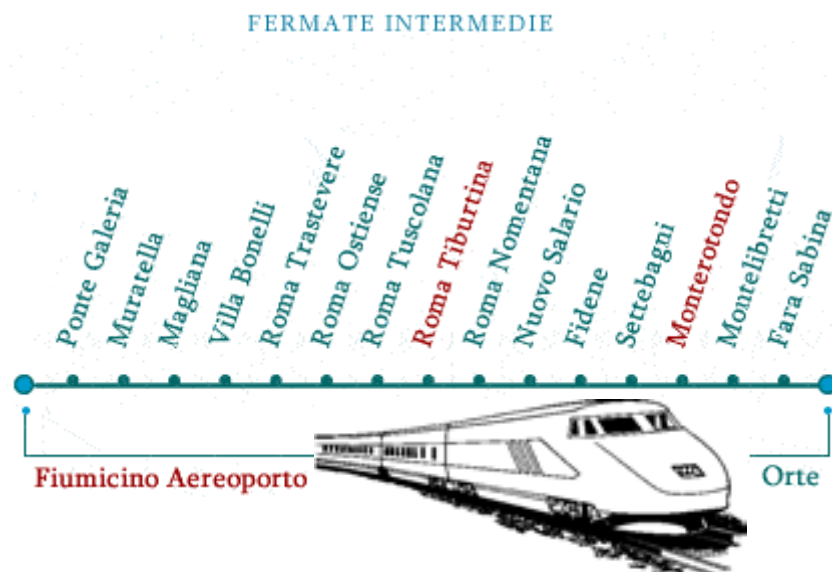 FERMATE INTERMEDIE
Ponte Galeria
Muratella
Magliana
Villa Bonelli
Roma Trastevere
Roma Ostiense
Roma Tuscolana
Roma Tiburtina
Roma Nomentana
Nuovo Salario
Fidene
Settebagni
Monterotondo
Montelibretti
Fara Sabina
Fiumicino Aereoporto
Orte